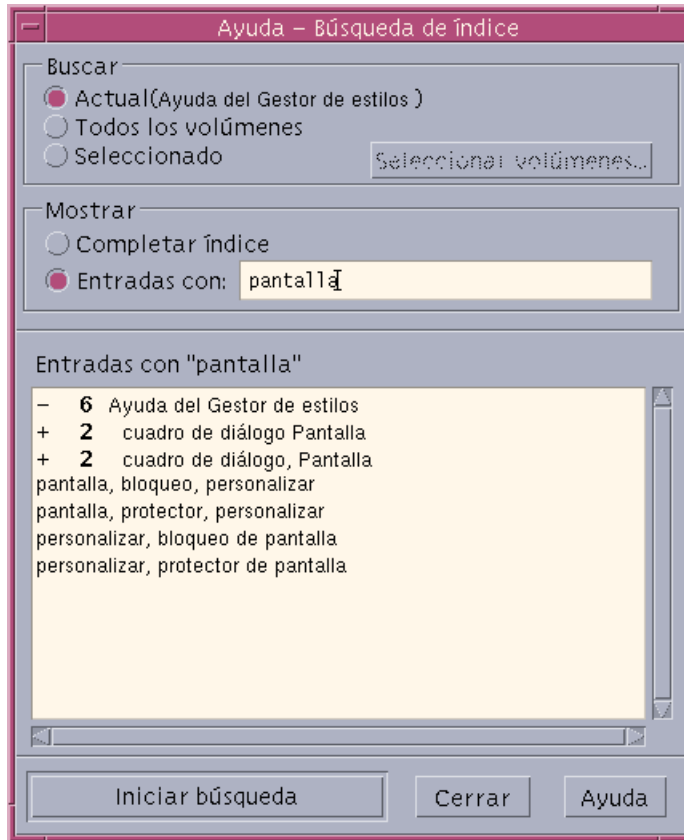 Ayuda – Búsqueda de índice
Buscar
Actual(Ayuda del Gestor de estilos )
Todos los volúmenes
Seleccionado
Seleccionar volúmenes...
Mostrar
Completar índice
Entradas con: pantalla
Entradas con "pantalla"
– 6 Ayuda del Gestor de estilos
+ 2 cuadro de diálogo Pantalla
+ 2 cuadro de diálogo, Pantalla
pantalla, bloqueo, personalizar
pantalla, protector, personalizar
personalizar, bloqueo de pantalla
personalizar, protector de pantalla
Iniciar búsqueda Cerrar Ayuda